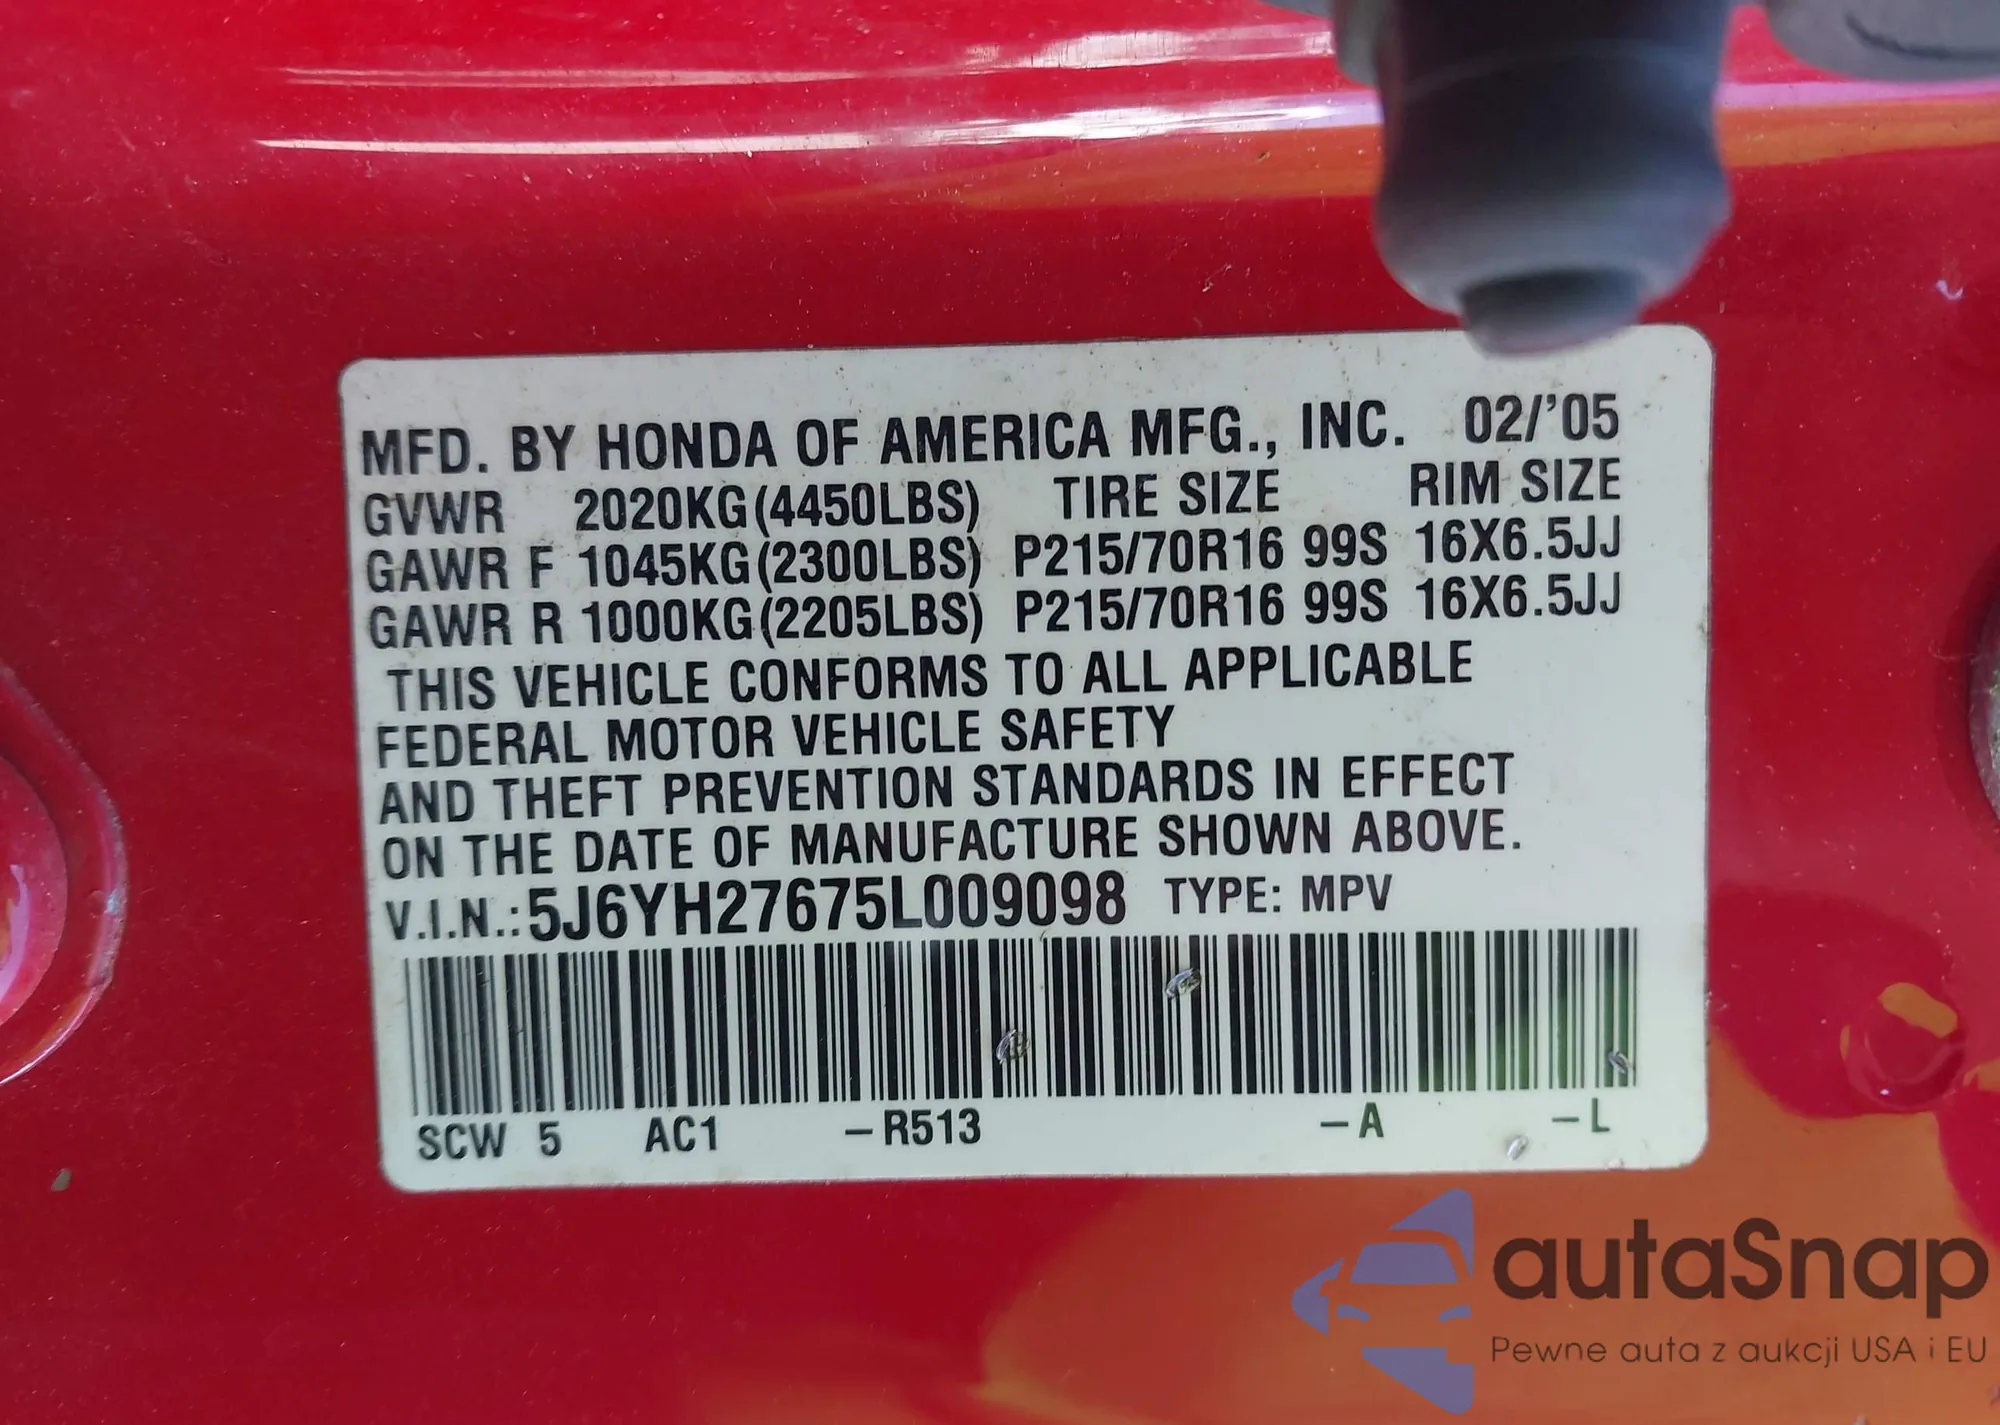 MFD. BY HONDA OF AMERICA MFG., INC. 02/'05
GVWR 2020KG(4450LBS) TIRE SIZE RIM SIZE
GAWR F 1045KG(2300LBS) P215/70R16 99S 16X6.5JJ
GAWR R 1000KG(2205LBS) P215/70R16 99S 16X6.5JJ
THIS VEHICLE CONFORMS TO ALL APPLICABLE
FEDERAL MOTOR VEHICLE SAFETY
AND THEFT PREVENTION STANDARDS IN EFFECT
ON THE DATE OF MANUFACTURE SHOWN ABOVE.
V.I.N.:5J6YH27675L009098 TYPE: MPV
SCW 5 AC1 –R513 –A –L
autaSnap
Pewne auta z aukcji USA i EU